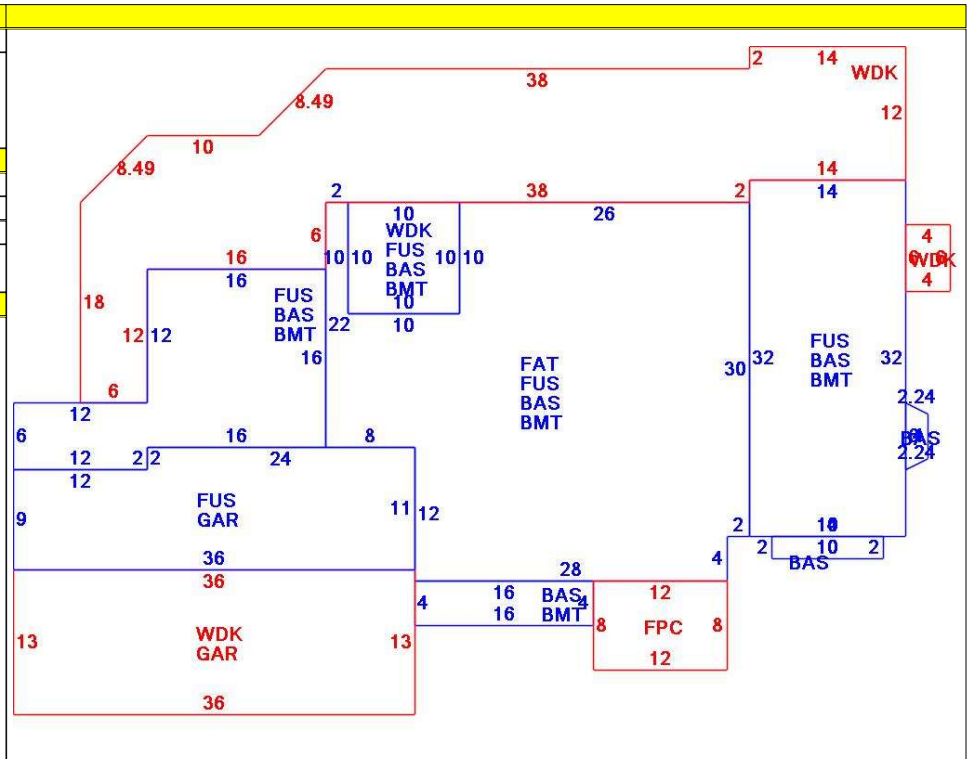 2 14
WDK
38
8.49
12
10
8.49
14
2 38 2 14
10 26
WDK
FUS
BAS
BMT
6 10 10 10 10
10
10
4
WDK
4
16
16
FUS
BAS
BMT
18
12 12
22
16
FAT
FUS
BAS
BMT
30 32
FUS
BAS
BMT
32
6
12
2.24
BAS
2.24
6
16 8
12 2 2 24
12
9
FUS
GAR
11 12
2 2 10 2
BAS
36
28 4
36
4 16 BAS 4 12
16 BMT
13
WDK
GAR
13 8 FPC 8
12
36